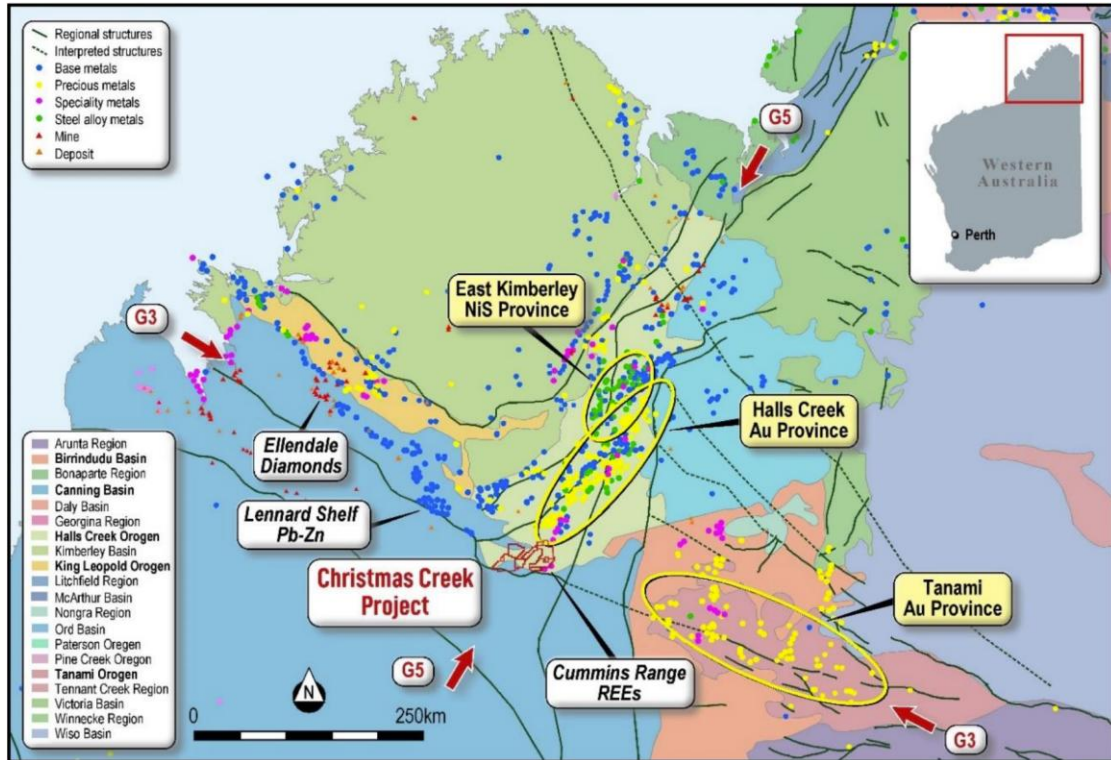 Regional structures
Interpreted structures
Base metals
Precious metals
Speciality metals
Steel alloy metals
Mine
Deposit
G5
Western
Australia
Perth
East Kimberley
NiS Province
G3
Halls Creek
Au Province
Ellendale
Diamonds
Lennard Shelf
Pb-Zn
Arunta Region
Birrindudu Basin
Bonaparte Region
Canning Basin
Daly Basin
Georgina Region
Halls Creek Orogen
Kimberley Basin
King Leopold Orogen
Litchfield Region
McArthur Basin
Nongra Region
Ord Basin
Paterson Oregen
Pine Creek Oregon
Tanami Orogen
Tennant Creek Region
Victoria Basin
Winnecke Region
Wiso Basin
Christmas Creek
Project
Tanami
Au Province
Cummins Range
REEs
G5
N
0 250km
G3